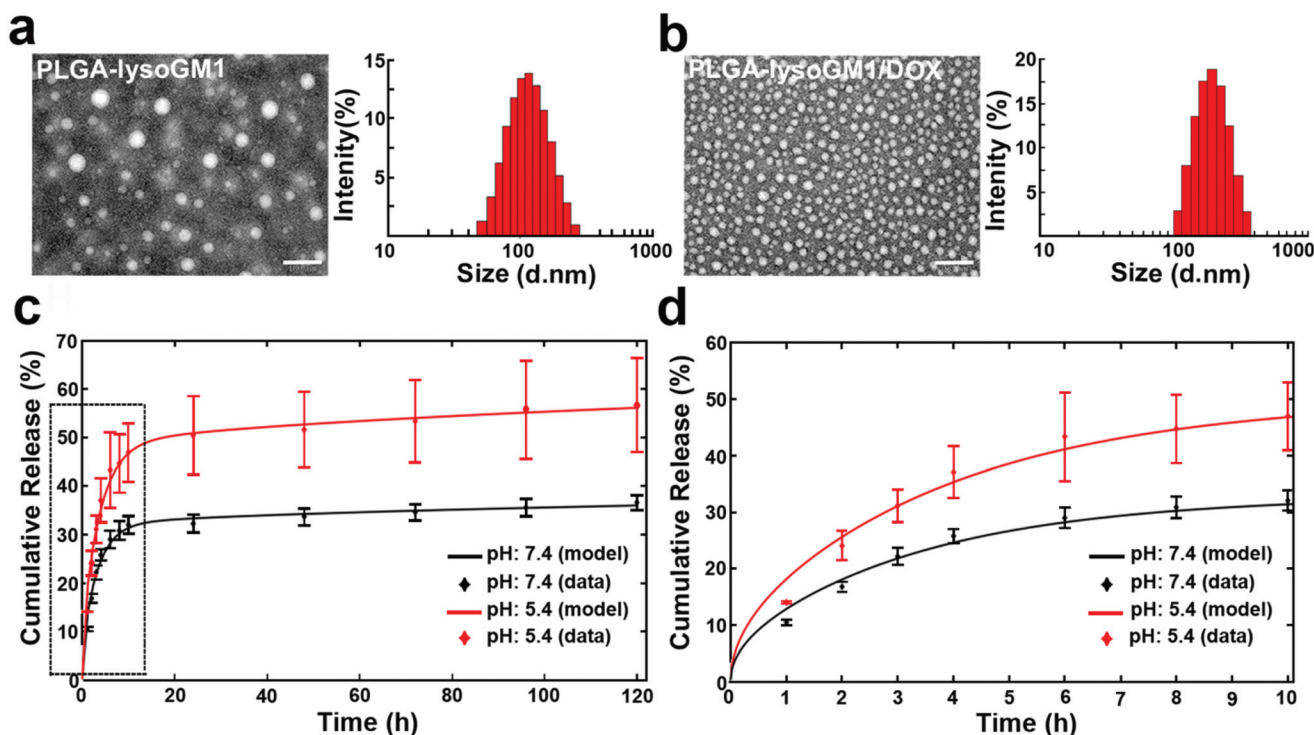 a
PLGA-lysoGM1
15
10
5
Intenity(%)
10
100
1000
Size (d.nm)
b
PLGA-lysoGM1/DOX
20
15
10
5
Intenity (%)
10
100
1000
Size (d.nm)
c
70
60
50
40
30
20
10
0
Cumulative Release (%)
0 20 40 60 80 100 120
Time (h)
pH: 7.4 (model)
pH: 7.4 (data)
pH: 5.4 (model)
pH: 5.4 (data)
d
60
50
40
30
20
10
0
Cumulative Release (%)
0 1 2 3 4 5 6 7 8 9 10
Time (h)
pH: 7.4 (model)
pH: 7.4 (data)
pH: 5.4 (model)
pH: 5.4 (data)